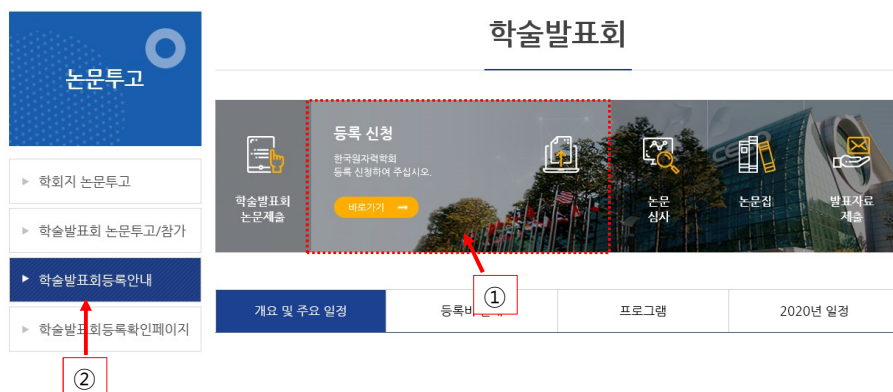 논문투고
학회지 논문투고
학술발표회 논문투고/참가
학술발표회등록안내
학술발표회등록확인페이지
②
학술발표회
학술발표회
논문제출
등록 신청
한국원자력학회
등록 신청하여 주십시오.
바로가기
논문
심사
논문집
발표자료
제출
①
개요 및 주요 일정
등록비
프로그램
2020년 일정